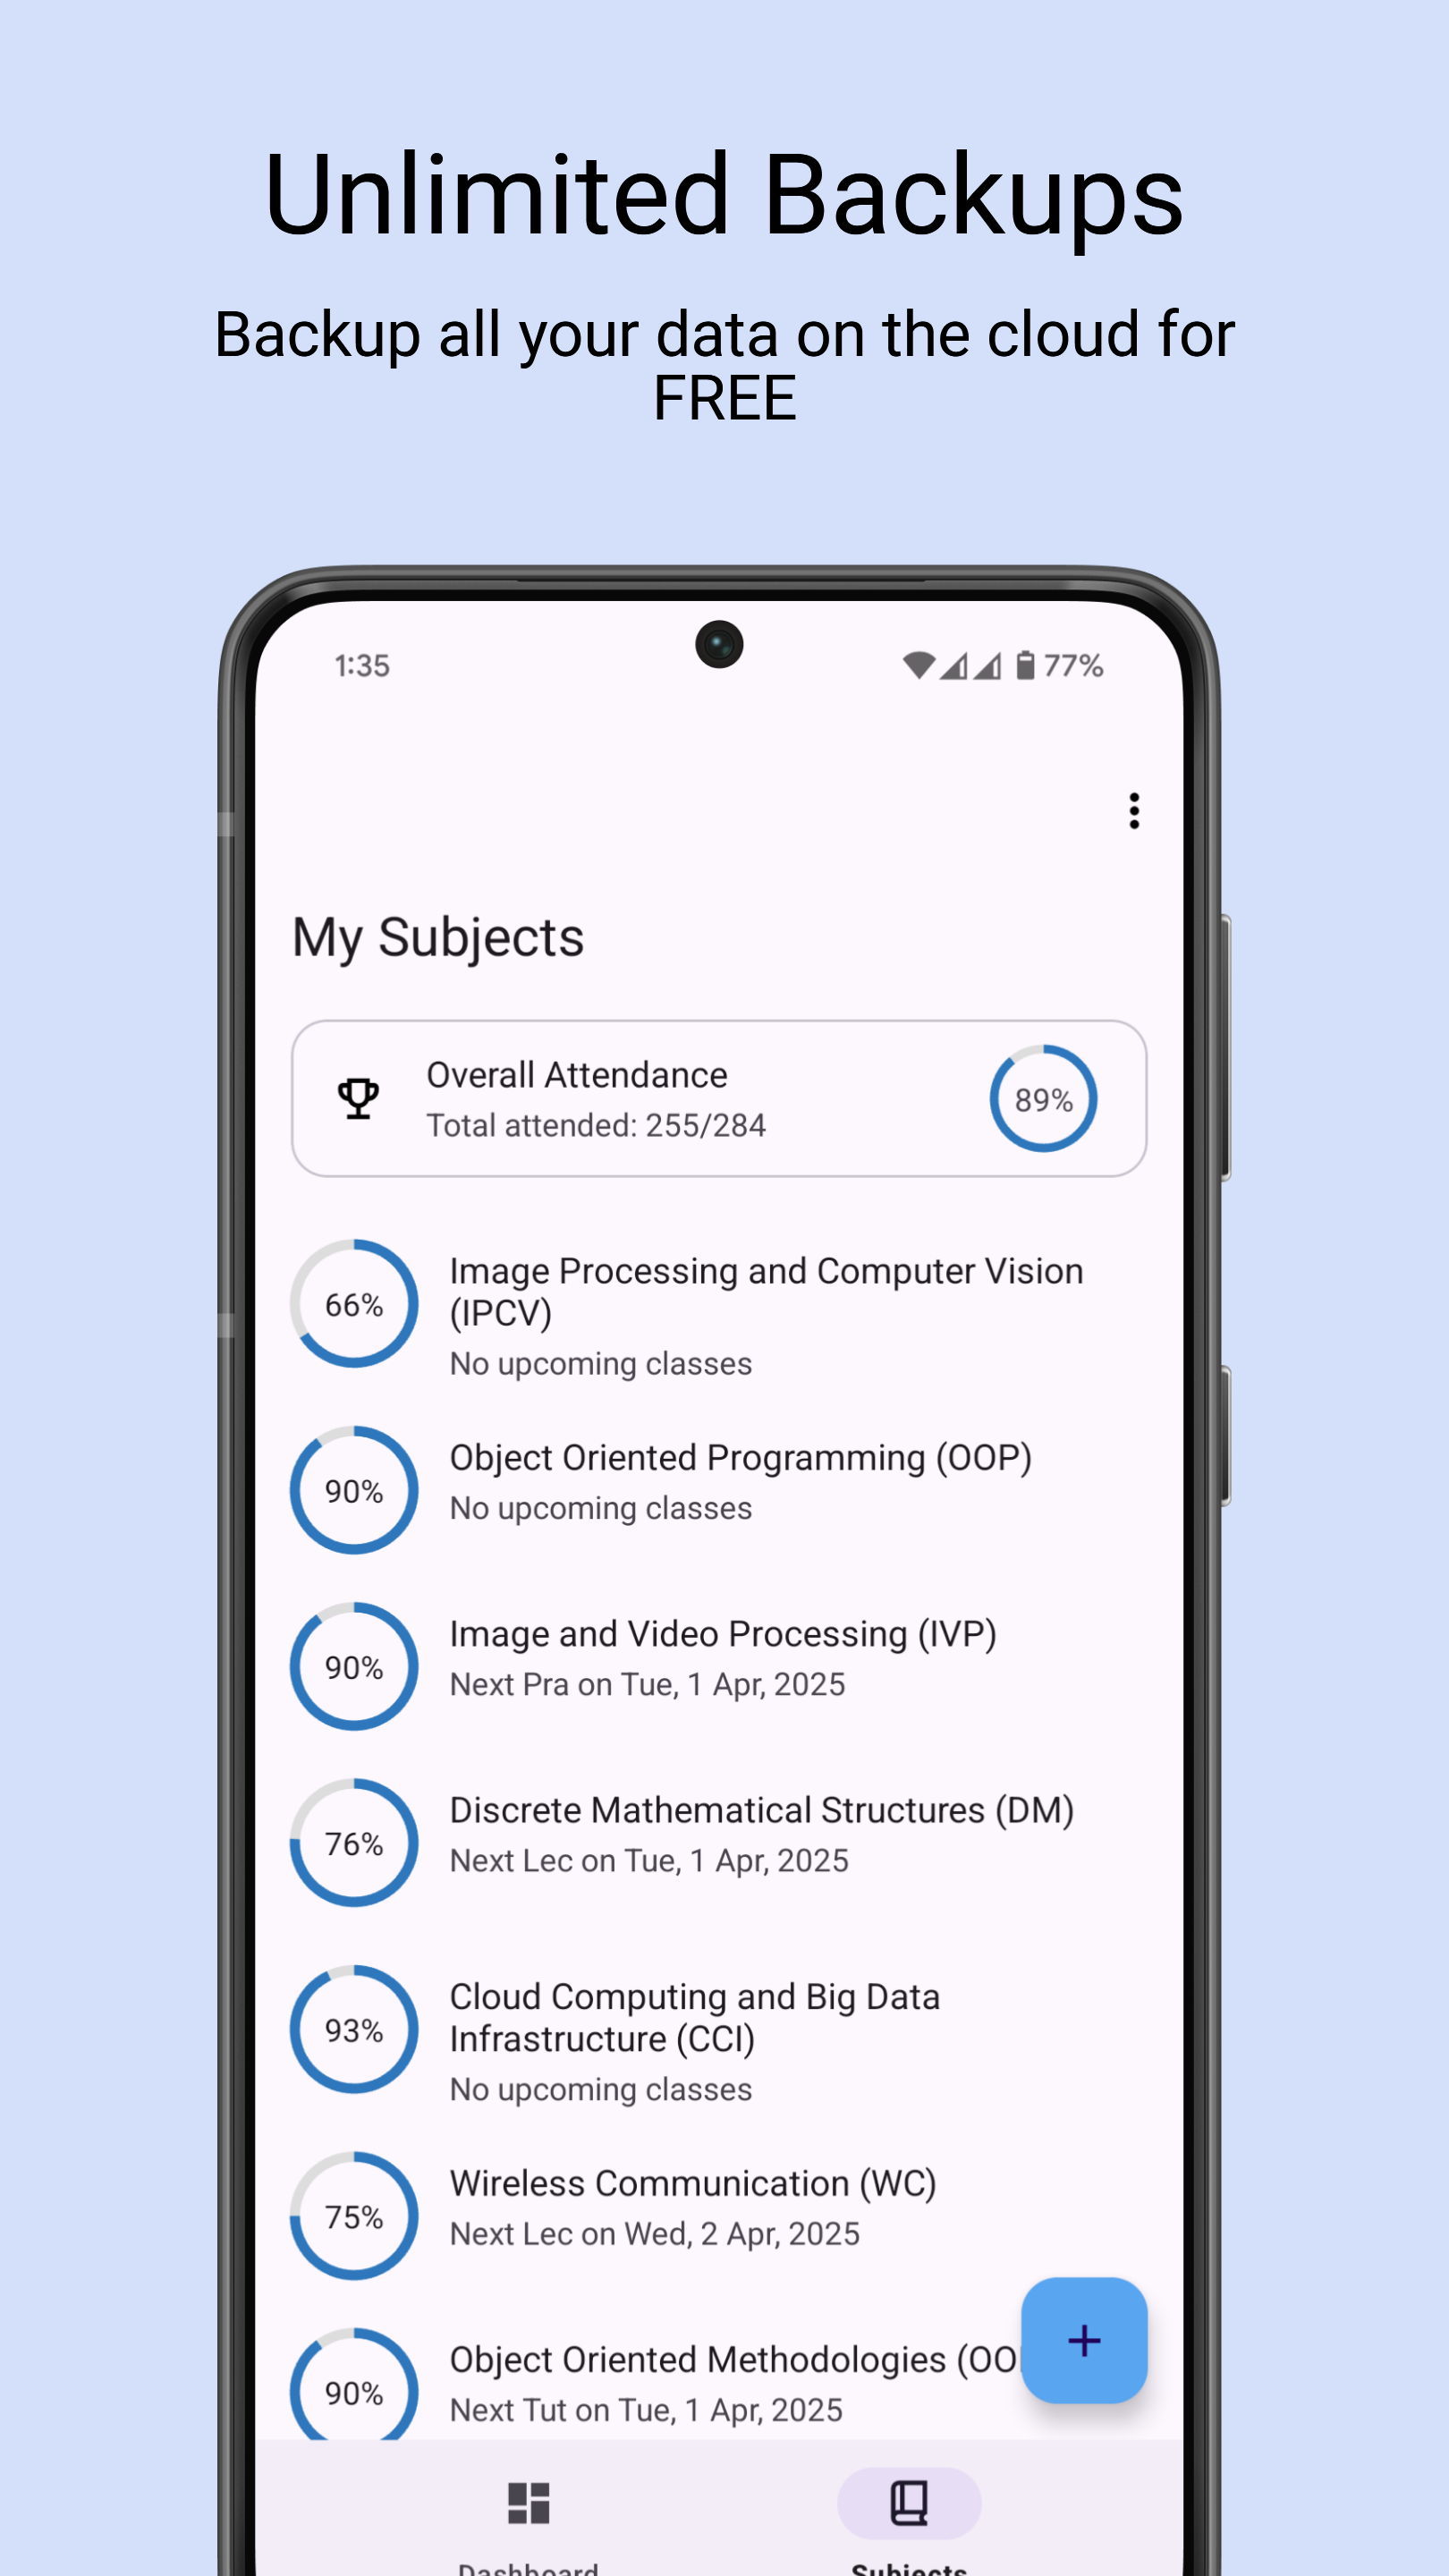 Unlimited Backups
Backup all your data on the cloud for
FREE
1:35
77%
My Subjects
Overall Attendance
Total attended: 255/284
89%
66%
Image Processing and Computer Vision
(IPCV)
No upcoming classes
90%
Object Oriented Programming (OOP)
No upcoming classes
90%
Image and Video Processing (IVP)
Next Pra on Tue, 1 Apr, 2025
76%
Discrete Mathematical Structures (DM)
Next Lec on Tue, 1 Apr, 2025
93%
Cloud Computing and Big Data
Infrastructure (CCI)
No upcoming classes
75%
Wireless Communication (WC)
Next Lec on Wed, 2 Apr, 2025
90%
Object Oriented Methodologies
Next Tut on Tue, 1 Apr, 2025
Dashboard
Subjects